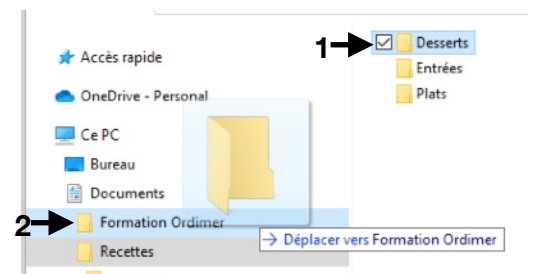 1
Desserts
Entrées
Plats
Accès rapide
OneDrive - Personal
Ce PC
Bureau
Documents
2
Formation Ordimer
Recettes
→ Déplacer vers Formation Ordimer